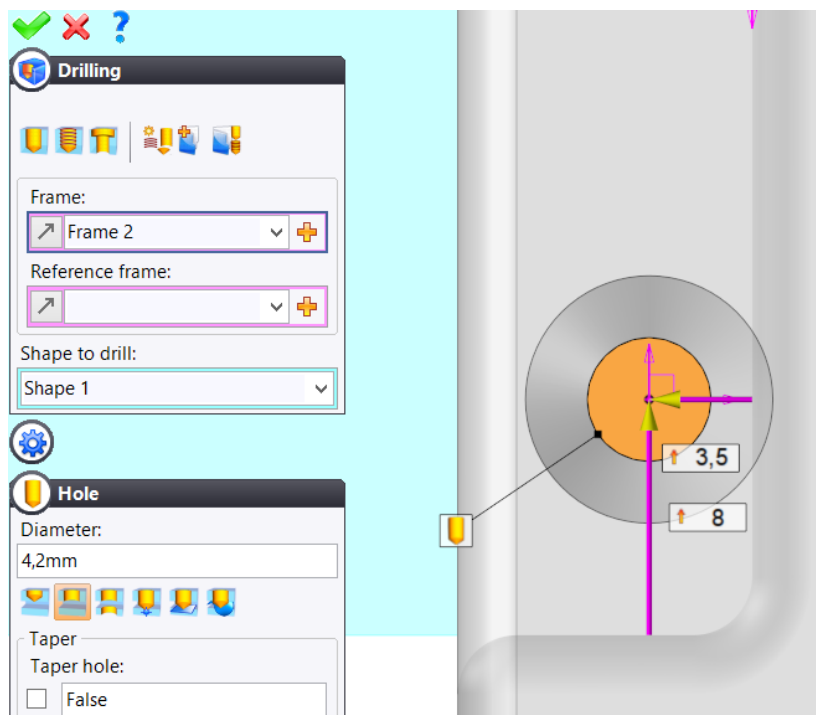 ?
Drilling
Frame:
Frame 2
Reference frame:
Shape to drill:
Shape 1
Hole
Diameter:
4,2mm
Taper
Taper hole:
False
3,5
8